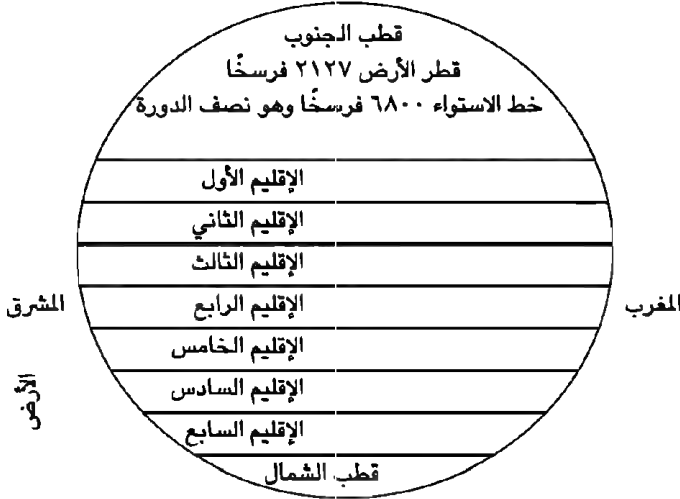 قطب الجنوب
قطر الأرض ٢١٢٧ فرسخًا
خط الاستواء ٦٨٠٠ فرسخًا وهو نصف الدورة
الإقليم الأول
الإقليم الثاني
الإقليم الثالث
المشرق
الإقليم الرابع
المغرب
الإقليم الخامس
الأرض
الإقليم السادس
الإقليم السابع
قطب الشمال